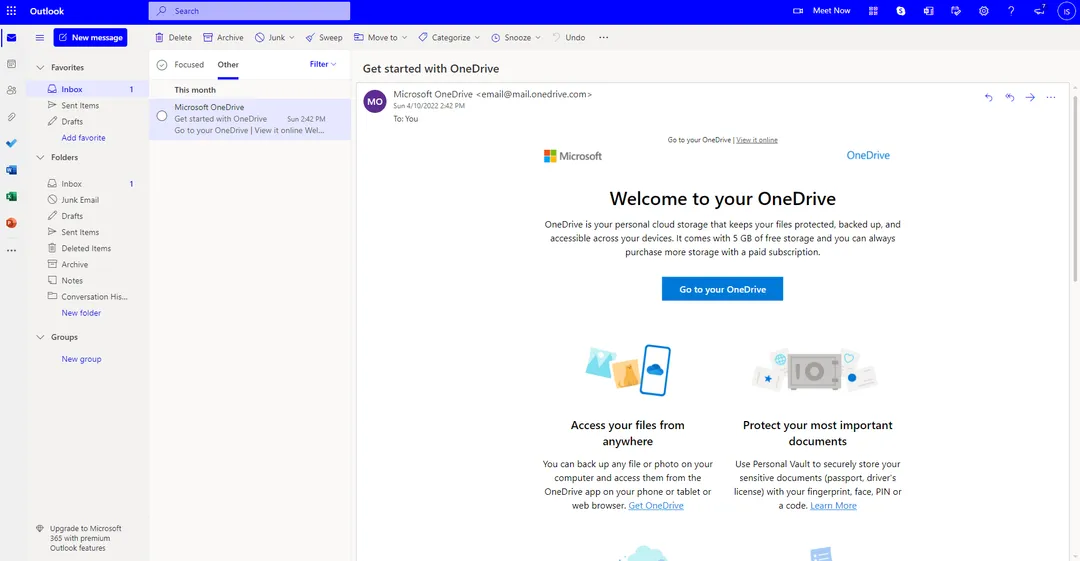 Outlook
Search
Meet Now
7
IS
New message
Delete
Archive
Junk
Sweep
Move to
Categorize
Snooze
Undo
Favorites
Inbox 1
Sent Items
Drafts
Add favorite
Folders
Inbox 1
Junk Email
Drafts
Sent Items
Deleted Items
Archive
Notes
Conversation His...
New folder
Groups
New group
Upgrade to Microsoft
365 with premium
Outlook features
Focused
Other
Filter
This month
Microsoft OneDrive
Get started with OneDrive Sun 2:42 PM
Go to your OneDrive | View it online Wel...
Get started with OneDrive
MO
Microsoft OneDrive <email@mail.onedrive.com>
Sun 4/10/2022 2:42 PM
To: You
Go to your OneDrive | View it online
Microsoft
OneDrive
Welcome to your OneDrive
OneDrive is your personal cloud storage that keeps your files protected, backed up, and
accessible across your devices. It comes with 5 GB of free storage and you can always
purchase more storage with a paid subscription.
Go to your OneDrive
Access your files from
anywhere
You can back up any file or photo on your
computer and access them from the
OneDrive app on your phone or tablet or
web browser. Get OneDrive
Protect your most important
documents
Use Personal Vault to securely store your
sensitive documents (passport, driver's
license) with your fingerprint, face, PIN or
a code. Learn More